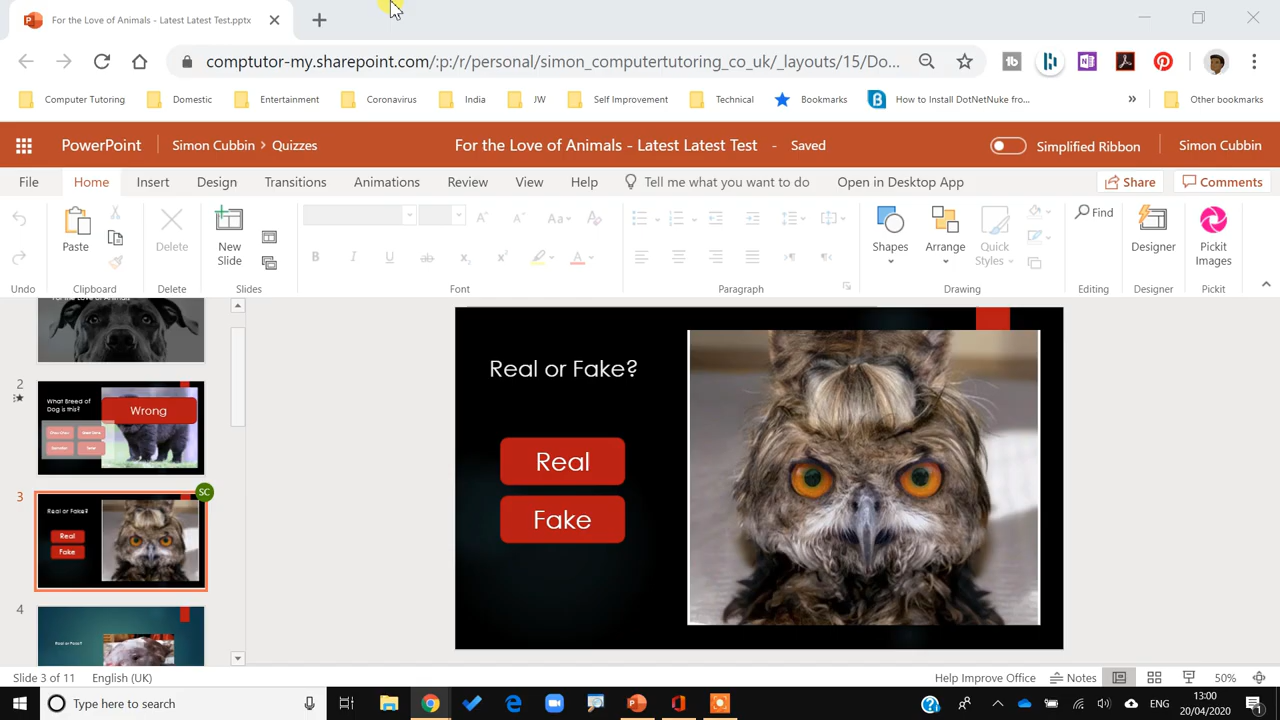 For the Love of Animals - Latest Latest Test.pptx
comptutor-my.sharepoint.com/:p:/r/personal/simon_computertutoring_co_uk/_layouts/15/Do...
Computer Tutoring Domestic Entertainment Coronavirus India JW Self Improvement Technical Bookmarks How to Install DotNetNuke fro... » Other bookmarks
PowerPoint Simon Cubbin > Quizzes For the Love of Animals - Latest Latest Test - Saved Simplified Ribbon Simon Cubbin
File Home Insert Design Transitions Animations Review View Help Tell me what you want to do Open in Desktop App Share Comments
Paste Delete New Slide Shapes Arrange Quick Styles Find Designer Pickit Images
Undo Clipboard Delete Slides Font Paragraph Drawing Editing Designer Pickit
For the Love of Animals
2
What Breed of
Dog is this?
Wrong
3
SC
Real or Fake?
Real
Fake
4
Real or Fake?
Real or Fake?
Real
Fake
Slide 3 of 11 English (UK) Help Improve Office Notes 50%
Type here to search ENG 13:00
20/04/2020